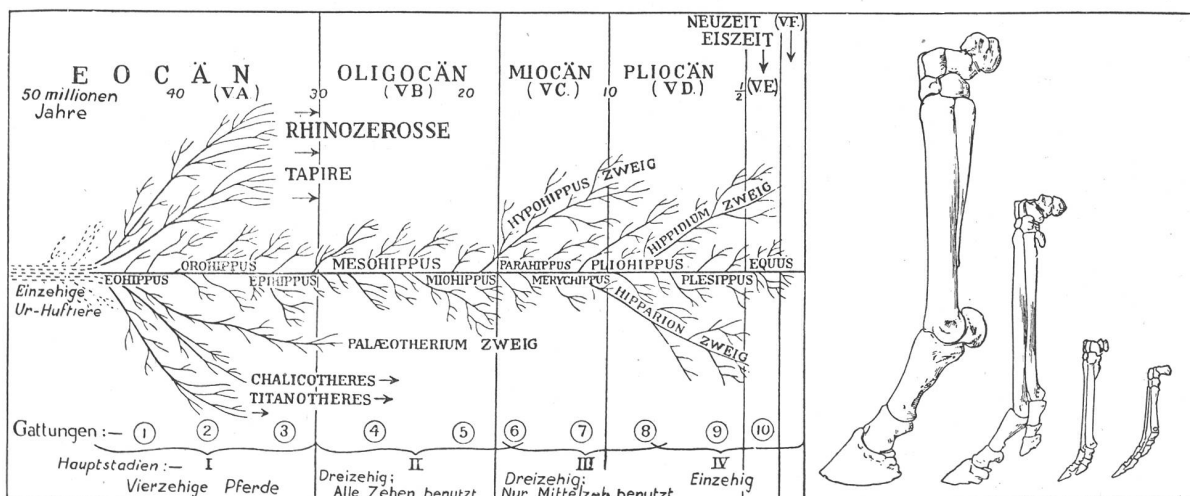 NEUZEIT (VF.)
EISZEIT
EOCÄN
(VA)
OLIGOCÄN
(VB)
MIOCÄN
(VC.)
PLIOCÄN
(VD.)
(VE)
50 millionen
Jahre
40
30
20
10
½
RHINOZEROSSE
TAPIRE
HYPOHIPPUS ZWEIG
HIPPIDIUM ZWEIG
OROHIPPUS
MESOHIPPUS
PARAHIPPUS
PLIOHIPPUS
EQUUS
EOHIPPUS
EPIHIPPUS
MIOHIPPUS
MERYCHIPPUS
PLESIPPUS
Einzehige
Ur-Huftiere
HIPPARION ZWEIG
PALÆOTHERIUM ZWEIG
CHALICOTHERES
TITANOTHERES
Gattungen :— 1 2 3 4 5 6 7 8 9 10
Hauptstadien :— I II III IV
Vierzehige Pferde
Dreizehig;
Alle Zehen benutzt
Dreizehig;
Nur Mittelzeh benutzt
Einzehig